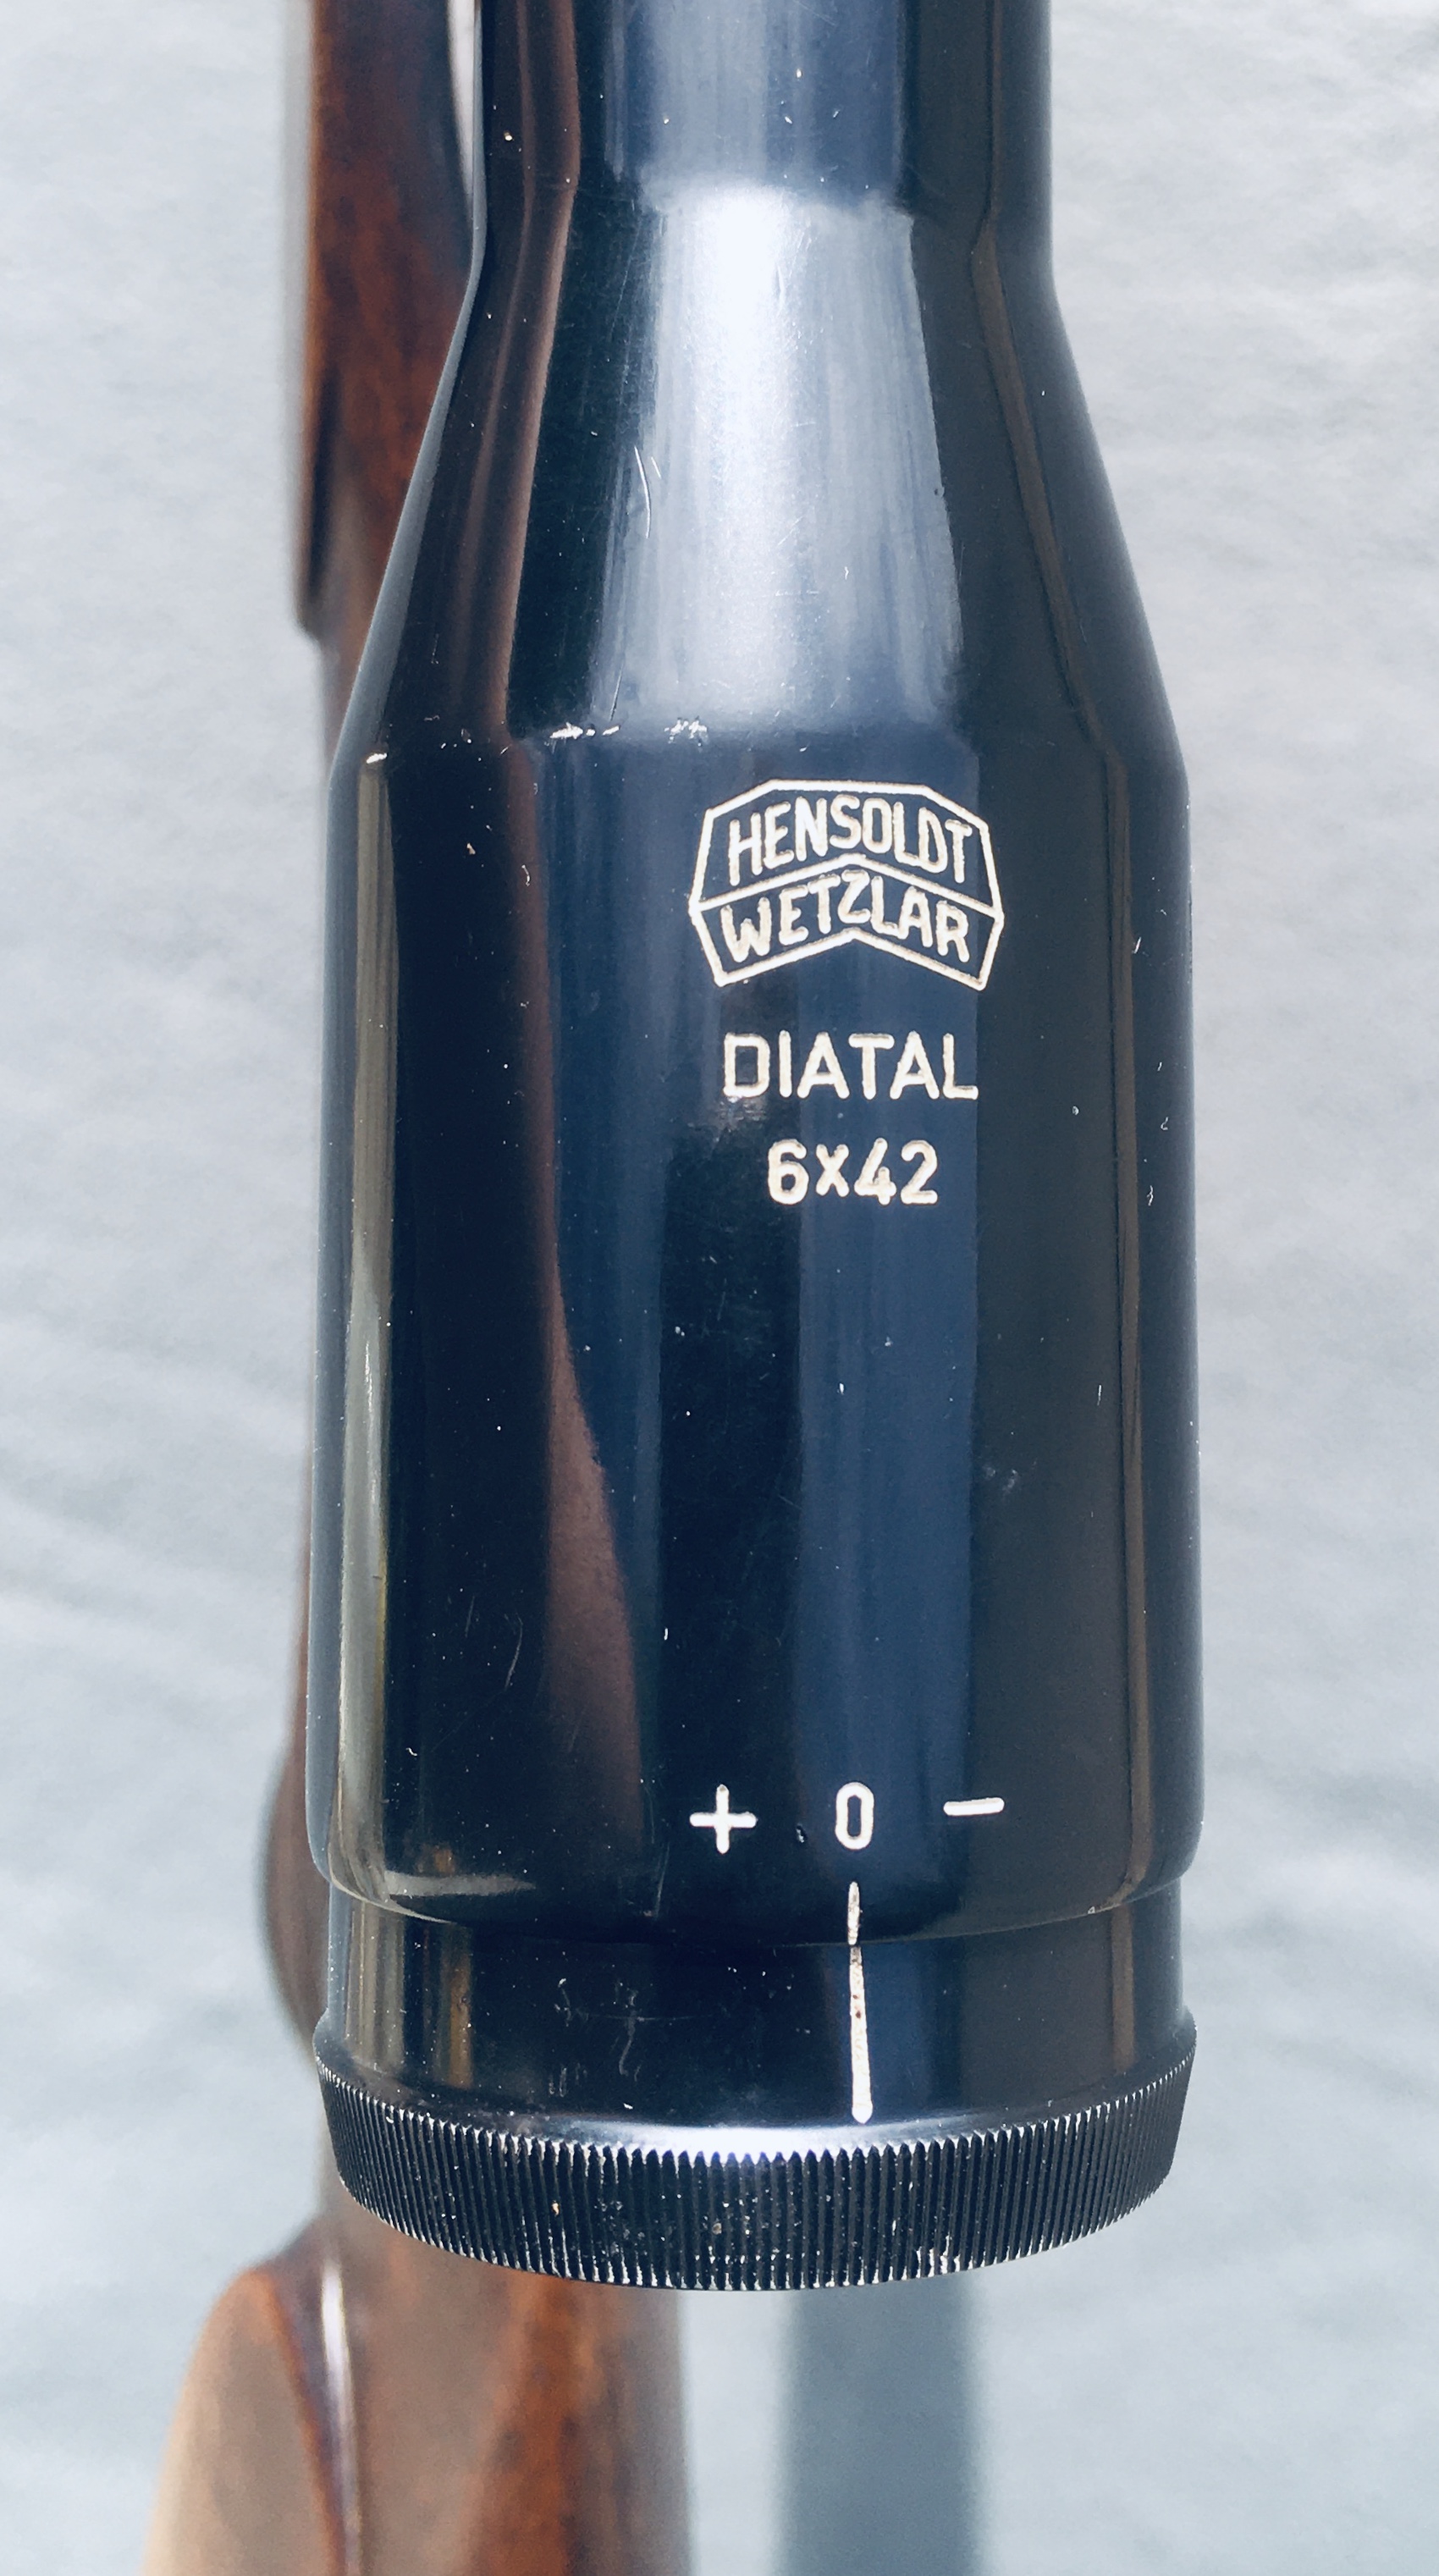 HENSOLDT
WETZLAR
DIATAL
6x42
+ 0 −